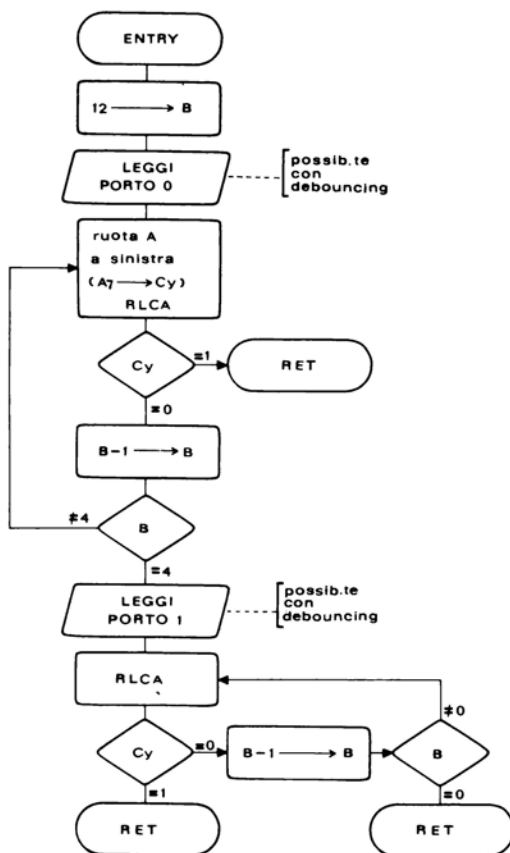 ENTRY
12 → B
LEGGI
PORTO 0
possib.te
con
debouncing
ruota A
a sinistra
(A7 → Cy)
RLCA
Cy
=1
RET
=0
B-1 → B
≠4
B
=4
LEGGI
PORTO 1
possib.te
con
debouncing
RLCA
≠0
Cy
=0
B-1 → B
B
=1
=0
RET
RET